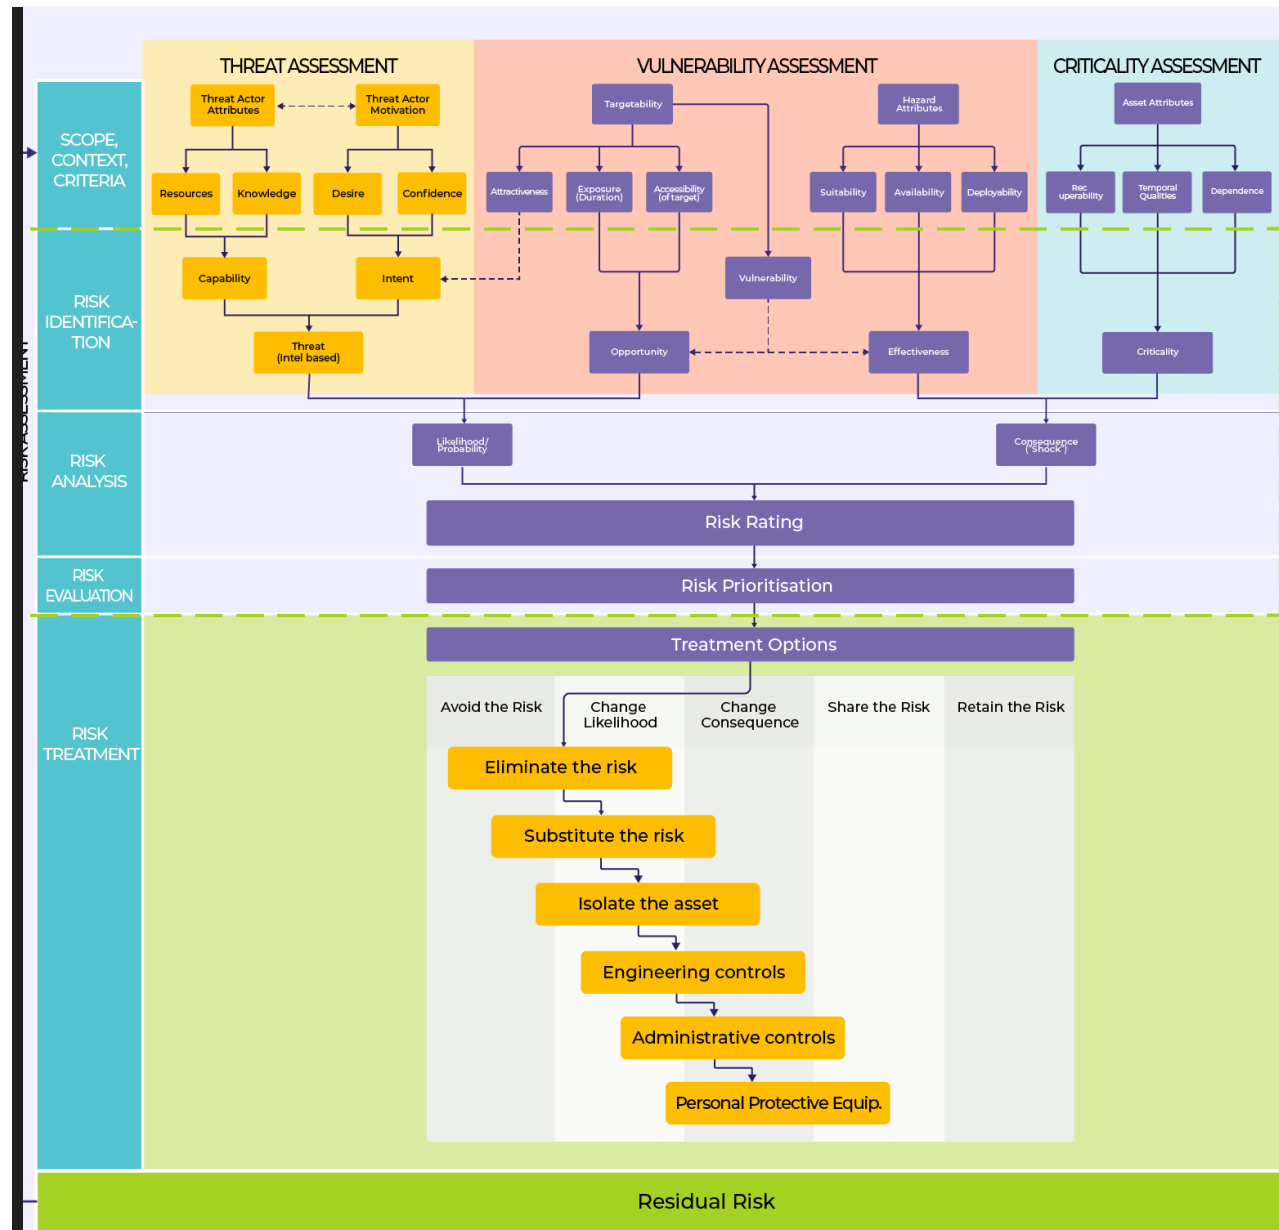 THREAT ASSESSMENT
VULNERABILITY ASSESSMENT
CRITICALITY ASSESSMENT
SCOPE,
CONTEXT,
CRITERIA
Threat Actor
Attributes
Threat Actor
Motivation
Targetability
Hazard
Attributes
Asset Attributes
Resources
Knowledge
Desire
Confidence
Attractiveness
Exposure
(Duration)
Accessibility
(of target)
Suitability
Availability
Deployability
Rec
uperability
Temporal
Qualities
Dependence
RISK
IDENTIFICA-
TION
Capability
Intent
Vulnerability
Threat
(Intel based)
Opportunity
Effectiveness
Criticality
RISK ASSESSMENT
RISK
ANALYSIS
Likelihood/
Probability
Consequence
("Shock")
Risk Rating
RISK
EVALUATION
Risk Prioritisation
RISK
TREATMENT
Treatment Options
Avoid the Risk
Change
Likelihood
Change
Consequence
Share the Risk
Retain the Risk
Eliminate the risk
Substitute the risk
Isolate the asset
Engineering controls
Administrative controls
Personal Protective Equip.
Residual Risk